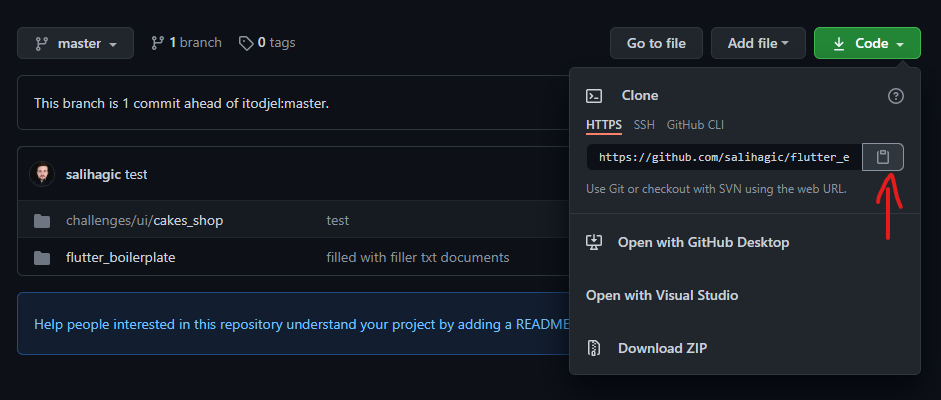 master 1 branch 0 tags Go to file Add file Code
This branch is 1 commit ahead of itodjel:master.
salihagic test
challenges/ui/cakes_shop test
flutter_boilerplate filled with filler txt documents
Help people interested in this repository understand your project by adding a README
Clone
HTTPS SSH GitHub CLI
https://github.com/salihagic/flutter_e
Use Git or checkout with SVN using the web URL.
Open with GitHub Desktop
Open with Visual Studio
Download ZIP